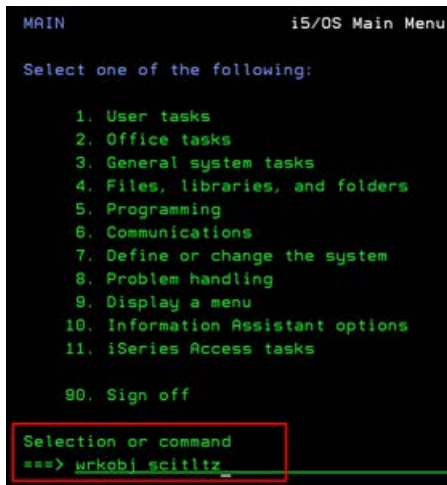 MAIN i5/OS Main Menu
Select one of the following:
1. User tasks
2. Office tasks
3. General system tasks
4. Files, libraries, and folders
5. Programming
6. Communications
7. Define or change the system
8. Problem handling
9. Display a menu
10. Information Assistant options
11. iSeries Access tasks
90. Sign off
Selection or command
===> wrkobj scitltz_